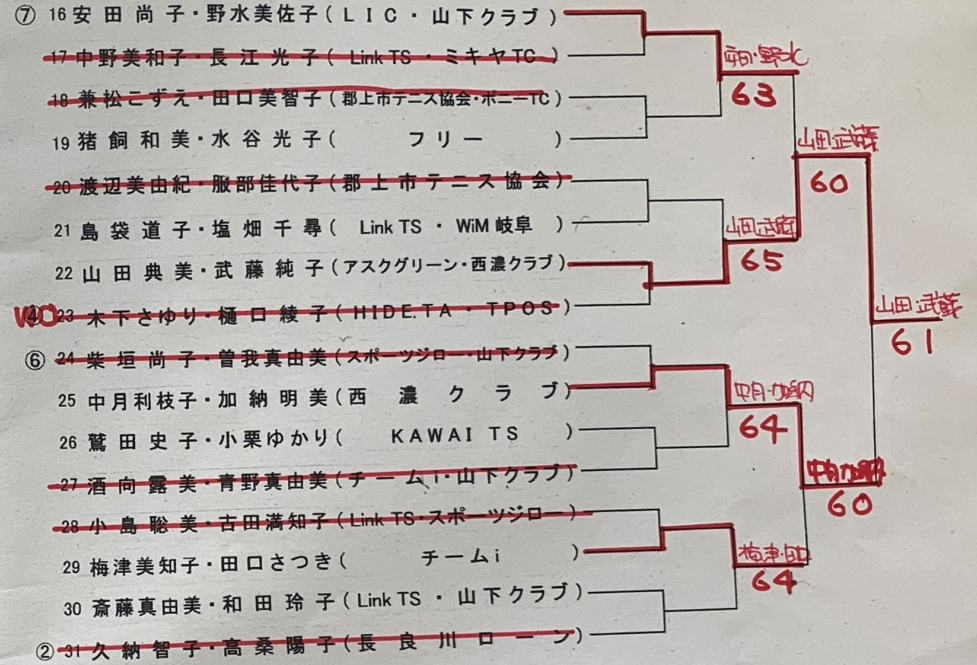 ⑦ 16 安田尚子・野水美佐子(LIC・山下クラブ)
17 中野美和子・長江光子(Link TS・ミキヤTC)
安田・野水
63
18 兼松こずえ・田口美智子(郡上市テニス協会・ポニーTC)
19 猪飼和美・水谷光子(フリー)
山田・武藤
60
20 渡辺美由紀・服部佳代子(郡上市テニス協会)
21 島袋道子・塩畑千尋(Link TS・WiM岐阜)
山田・武藤
65
22 山田典美・武藤純子(アスクグリーン・西濃クラブ)
WO ④ 23 木下さゆり・樋口綾子(HIDE.TA・TPOS)
山田・武藤
61
⑥ 24 柴垣尚子・曽我真由美(スポーツジロー・山下クラブ)
25 中月利枝子・加納明美(西濃クラブ)
中月・加納
64
26 鷲田史子・小栗ゆかり(KAWAI TS)
27 酒向露美・青野真由美(チームi・山下クラブ)
中月・加納
60
28 小島聡美・古田満知子(Link TS・スポーツジロー)
29 梅津美知子・田口さつき(チームi)
梅津・田口
64
30 斎藤真由美・和田玲子(Link TS・山下クラブ)
② 31 久納智子・高桑陽子(長良川ローン)